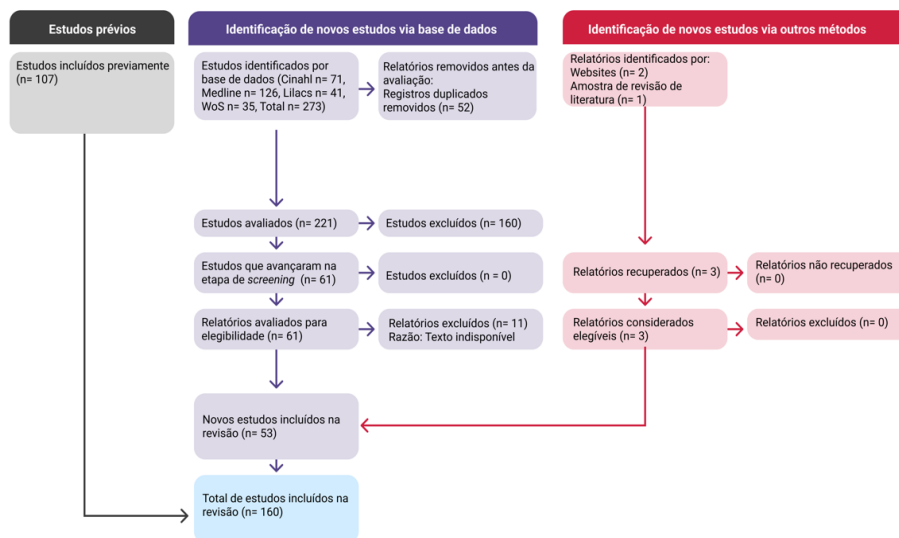 Estudos prévios
Estudos incluídos previamente
(n= 107)
Identificação de novos estudos via base de dados
Estudos identificados por
base de dados (Cinahl n= 71,
Medline n= 126, Lilacs n= 41,
WoS n= 35, Total n= 273)
Relatórios removidos antes da
avaliação:
Registros duplicados
removidos (n= 52)
Estudos avaliados (n= 221)
Estudos excluídos (n= 160)
Estudos que avançaram na
etapa de screening (n= 61)
Estudos excluídos (n = 0)
Relatórios avaliados para
elegibilidade (n= 61)
Relatórios excluídos (n= 11)
Razão: Texto indisponível
Novos estudos incluídos na
revisão (n= 53)
Total de estudos incluídos na
revisão (n= 160)
Identificação de novos estudos via outros métodos
Relatórios identificados por:
Websites (n= 2)
Amostra de revisão de
literatura (n= 1)
Relatórios recuperados (n= 3)
Relatórios não recuperados
(n= 0)
Relatórios considerados
elegíveis (n= 3)
Relatórios excluídos (n= 0)